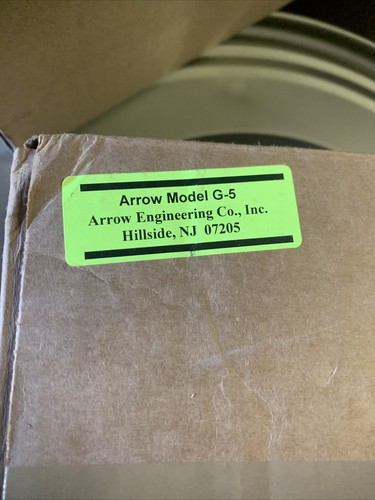 Arrow Model G-5
Arrow Engineering Co., Inc.
Hillside, NJ 07205